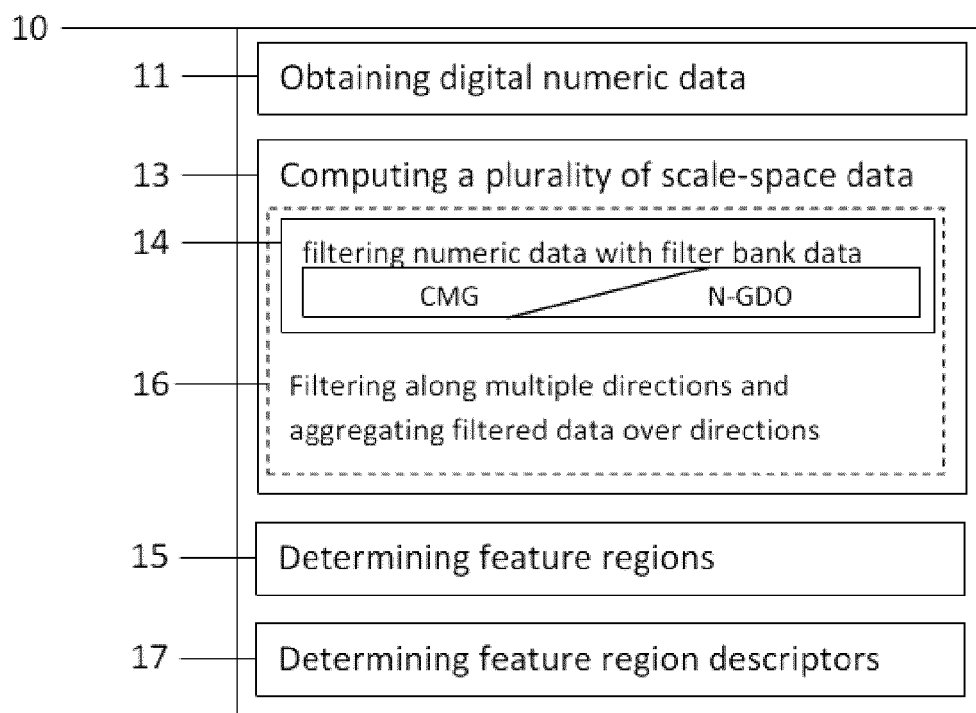 10
11 Obtaining digital numeric data
13 Computing a plurality of scale-space data
14 filtering numeric data with filter bank data
CMG N-GDO
16 Filtering along multiple directions and
aggregating filtered data over directions
15 Determining feature regions
17 Determining feature region descriptors